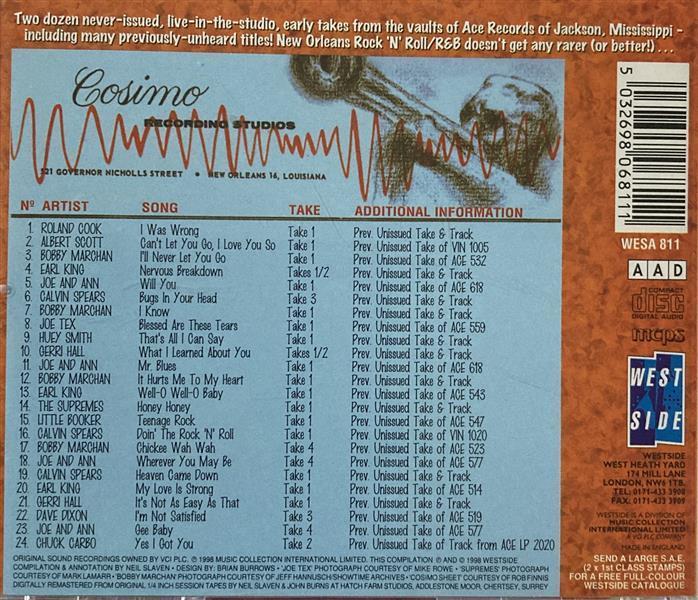 Two dozen never-issued, live-in-the-studio, early takes from the vaults of Ace Records of Jackson, Mississippi -
including many previously-unheard titles! New Orleans Rock 'N' Roll/R&B doesn't get any rarer (or better!) . . .
Cosimo
RECORDING STUDIOS
521 GOVERNOR NICHOLLS STREET • NEW ORLEANS 16, LOUISIANA
Nº ARTIST SONG TAKE ADDITIONAL INFORMATION
1. ROLAND COOK I Was Wrong Take 1 Prev. Unissued Take & Track
2. ALBERT SCOTT Can't Let You Go, I Love You So Take 1 Prev. Unissued Take of VIN 1005
3. BOBBY MARCHAN I'll Never Let You Go Take 1 Prev. Unissued Take of ACE 532
4. EARL KING Nervous Breakdown Takes 1/2 Prev. Unissued Take & Track
5. JOE AND ANN Will You Take 1 Prev. Unissued Take of ACE 618
6. CALVIN SPEARS Bugs In Your Head Take 3 Prev. Unissued Take & Track
7. BOBBY MARCHAN I Know Take 1 Prev. Unissued Take & Track
8. JOE TEX Blessed Are These Tears Take 1 Prev. Unissued Take of ACE 559
9. HUEY SMITH That's All I Can Say Take 1 Prev. Unissued Take & Track
10. GERRI HALL What I Learned About You Takes 1/2 Prev. Unissued Take & Track
11. JOE AND ANN Mr. Blues Take 1 Prev. Unissued Take of ACE 618
12. BOBBY MARCHAN It Hurts Me To My Heart Take 1 Prev. Unissued Take & Track
13. EARL KING Well-O Well-O Baby Take 1 Prev. Unissued Take of ACE 543
14. THE SUPREMES Honey Honey Take 1 Prev. Unissued Take & Track
15. LITTLE BOOKER Teenage Rock Take 1 Prev. Unissued Take of ACE 547
16. CALVIN SPEARS Doin' The Rock 'N' Roll Take 1 Prev. Unissued Take of VIN 1020
17. BOBBY MARCHAN Chickee Wah Wah Take 4 Prev. Unissued Take of ACE 523
18. JOE AND ANN Wherever You May Be Take 4 Prev. Unissued Take of ACE 577
19. CALVIN SPEARS Heaven Came Down Take 1 Prev. Unissued Take & Track
20. EARL KING My Love Is Strong Take 1 Prev. Unissued Take of ACE 514
21. GERRI HALL It's Not As Easy As That Take 1 Prev. Unissued Take & Track
22. DAVE DIXON I'm Not Satisfied Take 4 Prev. Unissued Take of ACE 519
23. JOE AND ANN Gee Baby Take 4 Prev. Unissued Take of ACE 577
24. CHUCK CARBO Yes I Got You Take 2 Prev. Unissued Take of Track from ACE LP 2020
ORIGINAL SOUND RECORDINGS OWNED BY VCI PLC. ℗ 1998 MUSIC COLLECTION INTERNATIONAL LIMITED. THIS COMPILATION ℗ AND © 1998 WESTSIDE
COMPILATION & ANNOTATION BY NEIL SLAVEN • DESIGN BY: BRIAN BURROWS • 'JOE TEX' PHOTOGRAPH COURTESY OF MIKE ROWE • 'SUPREMES' PHOTOGRAPH
COURTESY OF MARK LAMARR • 'BOBBY MARCHAN' PHOTOGRAPH COURTESY OF JEFF HANNUSCH/SHOWTIME ARCHIVES • 'COSIMO SHEET' COURTESY OF ROB FINNIS
DIGITALLY REMASTERED FROM ORIGINAL 1/4 INCH SESSION TAPES BY NEIL SLAVEN & JOHN BURNS AT HATCH FARM STUDIOS, ADDLESTONE MOOR, CHERTSEY, SURREY
5 032698 068111
WESA 811
AAD
COMPACT
disc
DIGITAL AUDIO
mcps
WEST
SIDE
WESTSIDE
WEST HEATH YARD
174 MILL LANE
LONDON, NW6 1TB.
TEL: 0171-433 3908
FAX: 0171-433 3909
WESTSIDE IS A DIVISION OF
MUSIC COLLECTION
INTERNATIONAL LIMITED
A VCI COMPANY
MADE IN ENGLAND
SEND A LARGE S.A.E.
(2 x 1st CLASS STAMPS)
FOR A FREE FULL-COLOUR
WESTSIDE CATALOGUE